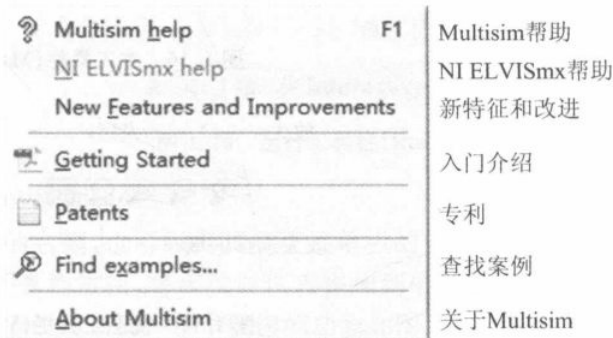 Multisim help F1 Multisim帮助
NI ELVISmx help NI ELVISmx帮助
New Features and Improvements 新特征和改进
Getting Started 入门介绍
Patents 专利
Find examples... 查找案例
About Multisim 关于Multisim